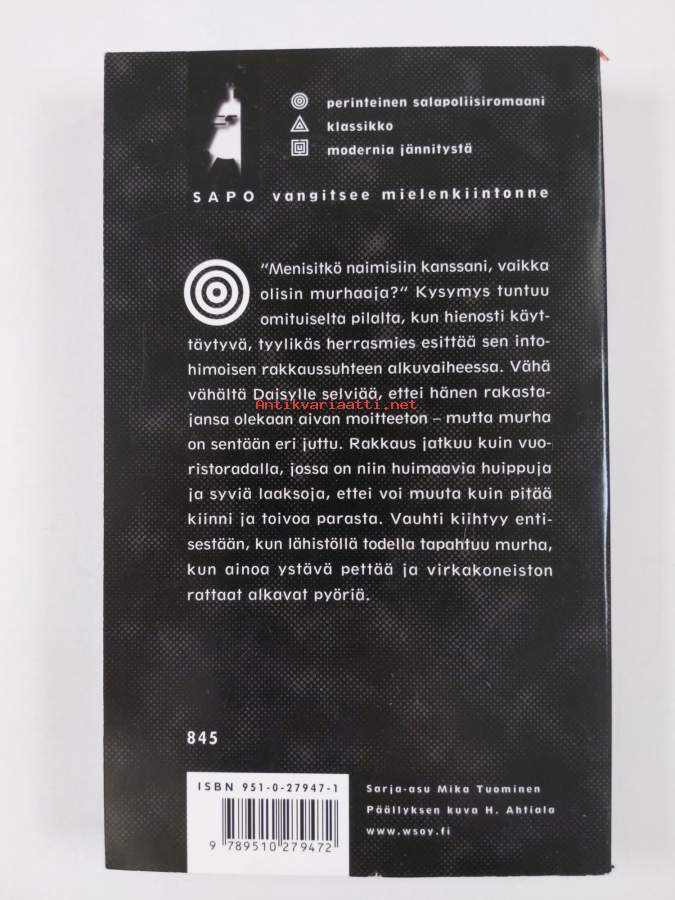 perinteinen salapoliisiromaani
klassikko
modernia jännitystä
SAPO vangitsee mielenkiintonne
"Menisitkö naimisiin kanssani, vaikka
olisin murhaaja?" Kysymys tuntuu
omituiselta pilalta, kun hienosti käyt-
täytyvä, tyylikäs herrasmies esittää sen into-
himoisen rakkaussuhteen alkuvaiheessa. Vähä
vähältä Daisylle selviää, ettei hänen rakasta-
Antikvariaatti.net
jansa olekaan aivan moitteeton – mutta murha
on sentään eri juttu. Rakkaus jatkuu kuin vuo-
ristoradalla, jossa on niin huimaavia huippuja
ja syviä laaksoja, ettei voi muuta kuin pitää
kiinni ja toivoa parasta. Vauhti kiihtyy enti-
sestään, kun lähistöllä todella tapahtuu murha,
kun ainoa ystävä pettää ja virkakoneiston
rattaat alkavat pyöriä.
845
ISBN 951-0-27947-1
9 789510 279472
Sarja-asu Mika Tuominen
Päällyksen kuva H. Ahtiala
www.wsoy.fi